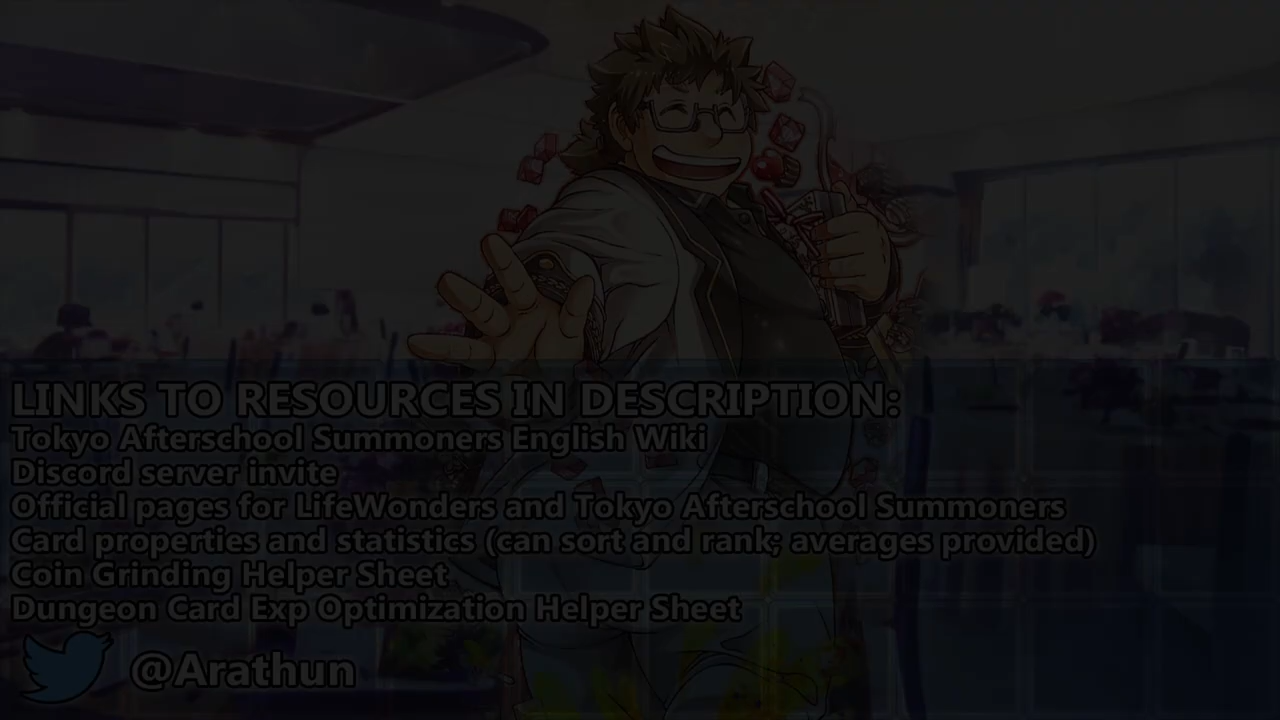 LINKS TO RESOURCES IN DESCRIPTION:
Tokyo Afterschool Summoners English Wiki
Discord server invite
Official pages for LifeWonders and Tokyo Afterschool Summoners
Card properties and statistics (can sort and rank; averages provided)
Coin Grinding Helper Sheet
Dungeon Card Exp Optimization Helper Sheet
@Arathun